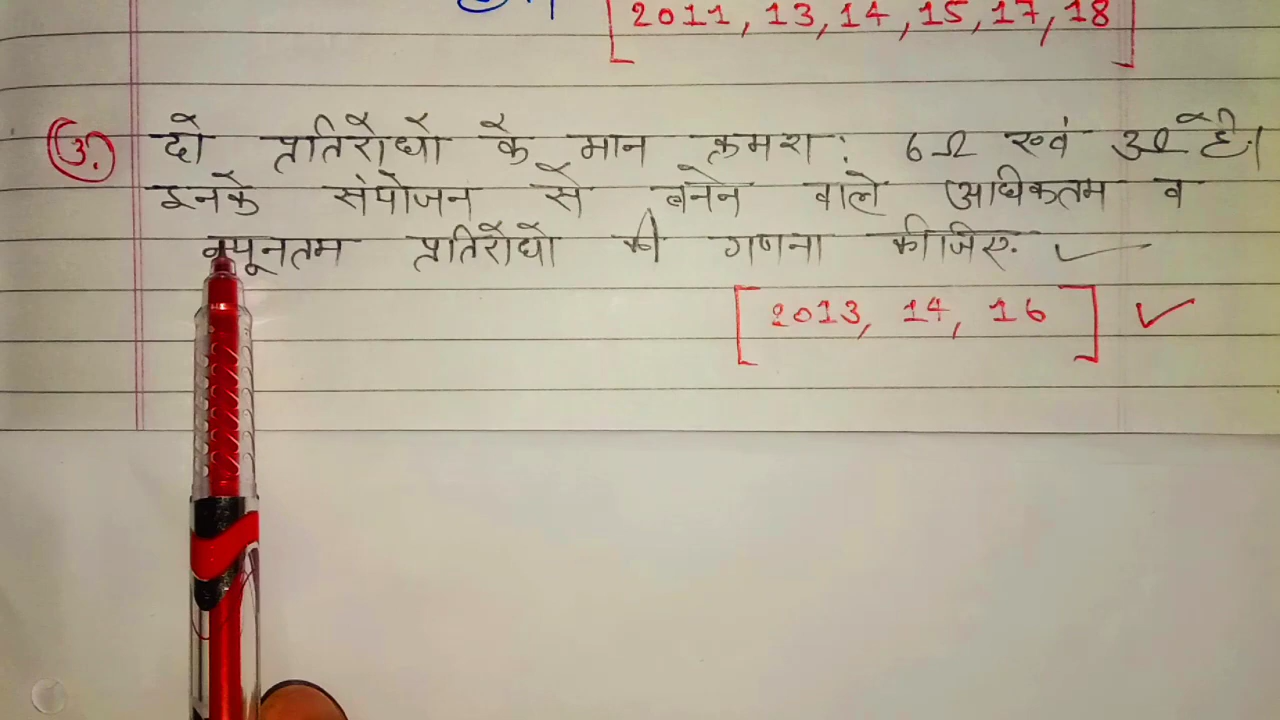 [2011, 13, 14, 15, 17, 18]
3. दो प्रतिरोधों के मान क्रमशः 6Ω एवं 3Ω है।
इनके संयोजन से बनने वाले अधिकतम व
न्यूनतम प्रतिरोधों की गणना कीजिए.
[2013, 14, 16]